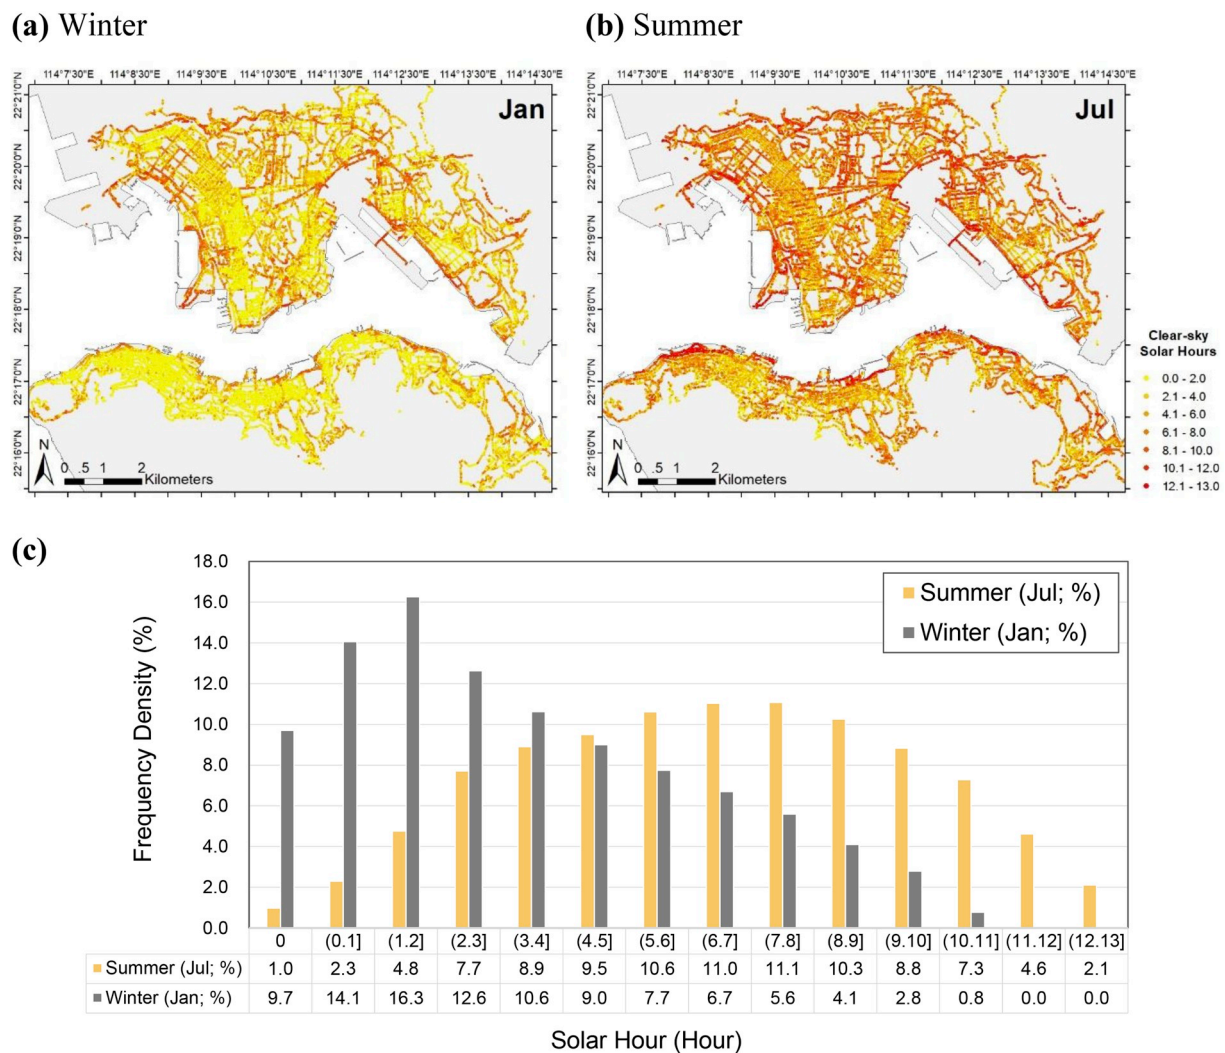 (a) Winter
(b) Summer
114°7'30"E 114°8'30"E 114°9'30"E 114°10'30"E 114°11'30"E 114°12'30"E 114°13'30"E 114°14'30"E
114°7'30"E 114°8'30"E 114°9'30"E 114°10'30"E 114°11'30"E 114°12'30"E 114°13'30"E 114°14'30"E
22°21'0"N
22°20'0"N
22°19'0"N
22°18'0"N
22°17'0"N
22°16'0"N
Jan
N
0 .5 1 2
Kilometers
22°21'0"N
22°20'0"N
22°19'0"N
22°18'0"N
22°17'0"N
22°16'0"N
Jul
N
0 .5 1 2
Kilometers
Clear-sky
Solar Hours
0.0 - 2.0
2.1 - 4.0
4.1 - 6.0
6.1 - 8.0
8.1 - 10.0
10.1 - 12.0
12.1 - 13.0
(c)
Frequency Density (%)
18.0
16.0
14.0
12.0
10.0
8.0
6.0
4.0
2.0
0.0
Summer (Jul; %)
Winter (Jan; %)
0 (0.1] (1.2] (2.3] (3.4] (4.5] (5.6] (6.7] (7.8] (8.9] (9.10] (10.11] (11.12] (12.13]
Summer (Jul; %) 1.0 2.3 4.8 7.7 8.9 9.5 10.6 11.0 11.1 10.3 8.8 7.3 4.6 2.1
Winter (Jan; %) 9.7 14.1 16.3 12.6 10.6 9.0 7.7 6.7 5.6 4.1 2.8 0.8 0.0 0.0
Solar Hour (Hour)